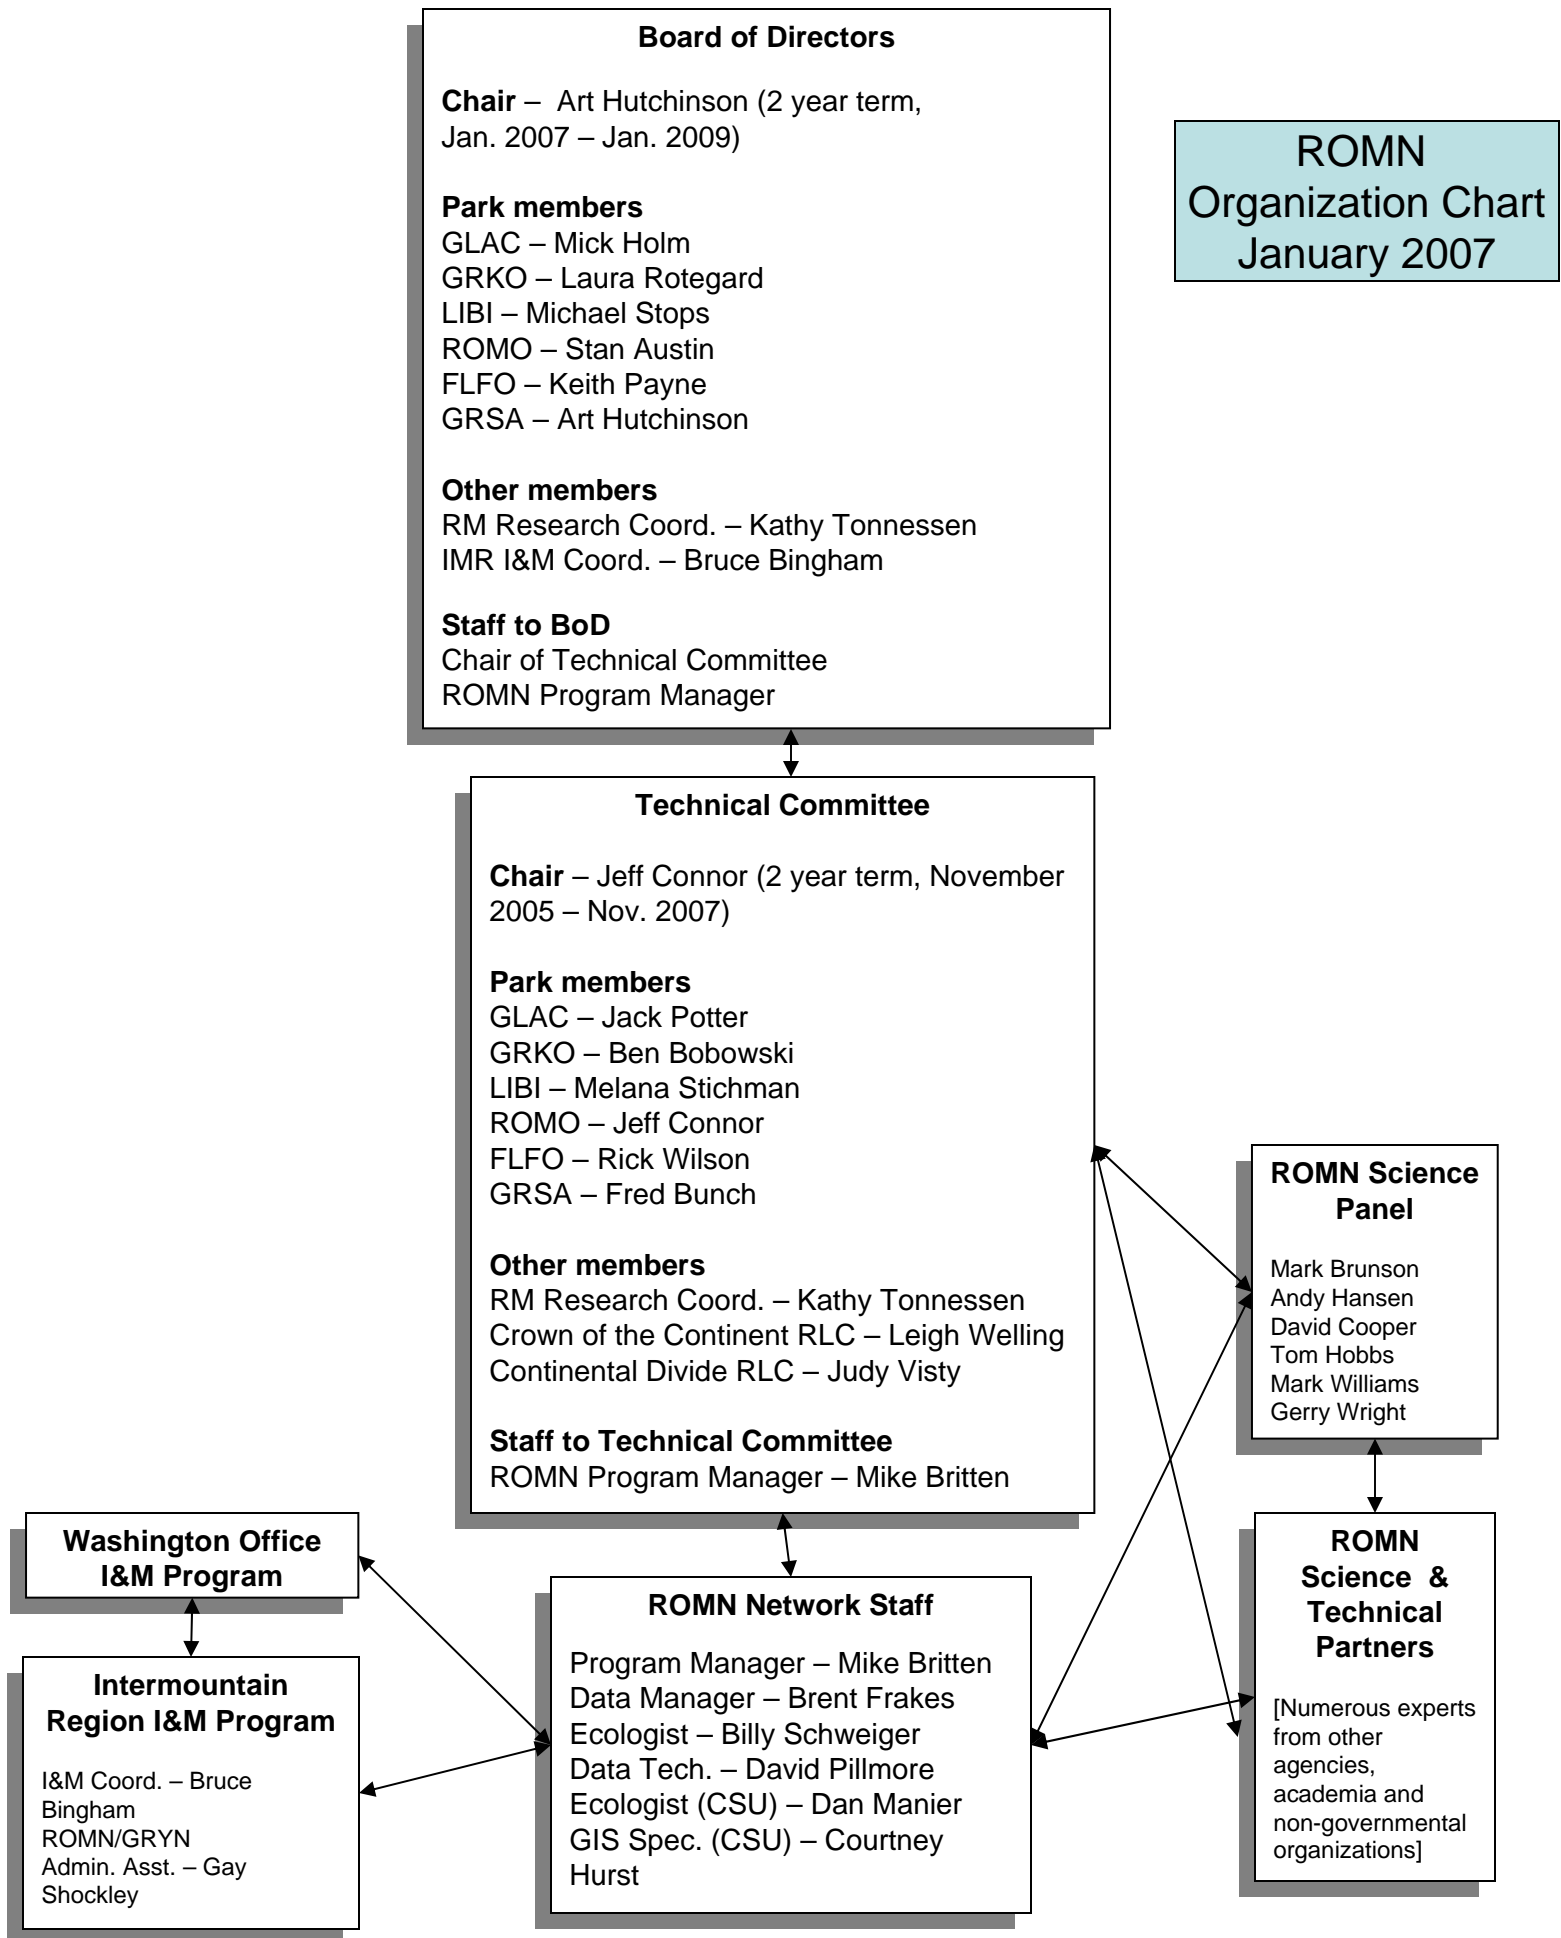 Board of Directors
Chair – Art Hutchinson (2 year term,
Jan. 2007 – Jan. 2009)
Park members
GLAC – Mick Holm
GRKO – Laura Rotegard
LIBI – Michael Stops
ROMO – Stan Austin
FLFO – Keith Payne
GRSA – Art Hutchinson
Other members
RM Research Coord. – Kathy Tonnessen
IMR I&M Coord. – Bruce Bingham
Staff to BoD
Chair of Technical Committee
ROMN Program Manager
ROMN
Organization Chart
January 2007
Technical Committee
Chair – Jeff Connor (2 year term, November
2005 – Nov. 2007)
Park members
GLAC – Jack Potter
GRKO – Ben Bobowski
LIBI – Melana Stichman
ROMO – Jeff Connor
FLFO – Rick Wilson
GRSA – Fred Bunch
Other members
RM Research Coord. – Kathy Tonnessen
Crown of the Continent RLC – Leigh Welling
Continental Divide RLC – Judy Visty
Staff to Technical Committee
ROMN Program Manager – Mike Britten
ROMN Science
Panel
Mark Brunson
Andy Hansen
David Cooper
Tom Hobbs
Mark Williams
Gerry Wright
Washington Office
I&M Program
Intermountain
Region I&M Program
I&M Coord. – Bruce
Bingham
ROMN/GRYN
Admin. Asst. – Gay
Shockley
ROMN Network Staff
Program Manager – Mike Britten
Data Manager – Brent Frakes
Ecologist – Billy Schweiger
Data Tech. – David Pillmore
Ecologist (CSU) – Dan Manier
GIS Spec. (CSU) – Courtney
Hurst
ROMN
Science &
Technical
Partners
[Numerous experts
from other
agencies,
academia and
non-governmental
organizations]